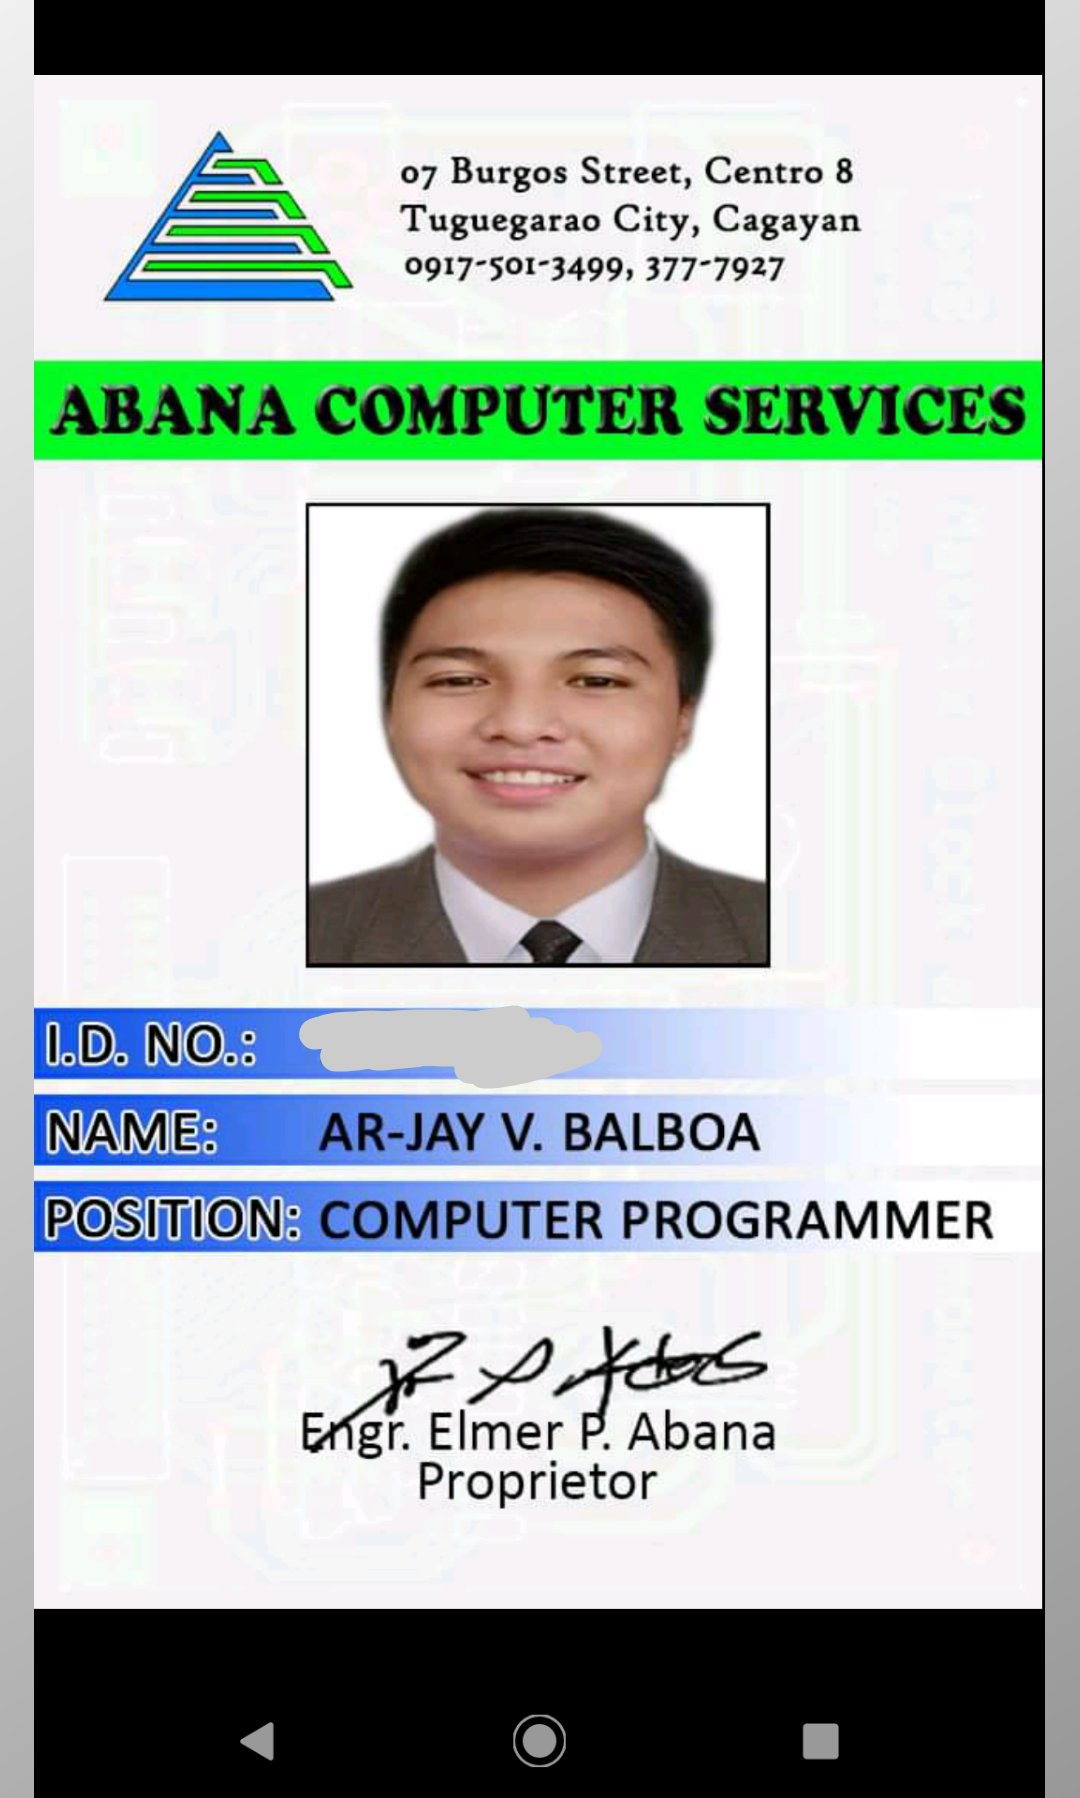 07 Burgos Street, Centro 8
Tuguegarao City, Cagayan
0917-501-3499, 377-7927
ABANA COMPUTER SERVICES
I.D. NO.:
NAME: AR-JAY V. BALBOA
POSITION: COMPUTER PROGRAMMER
Engr. Elmer P. Abana
Proprietor